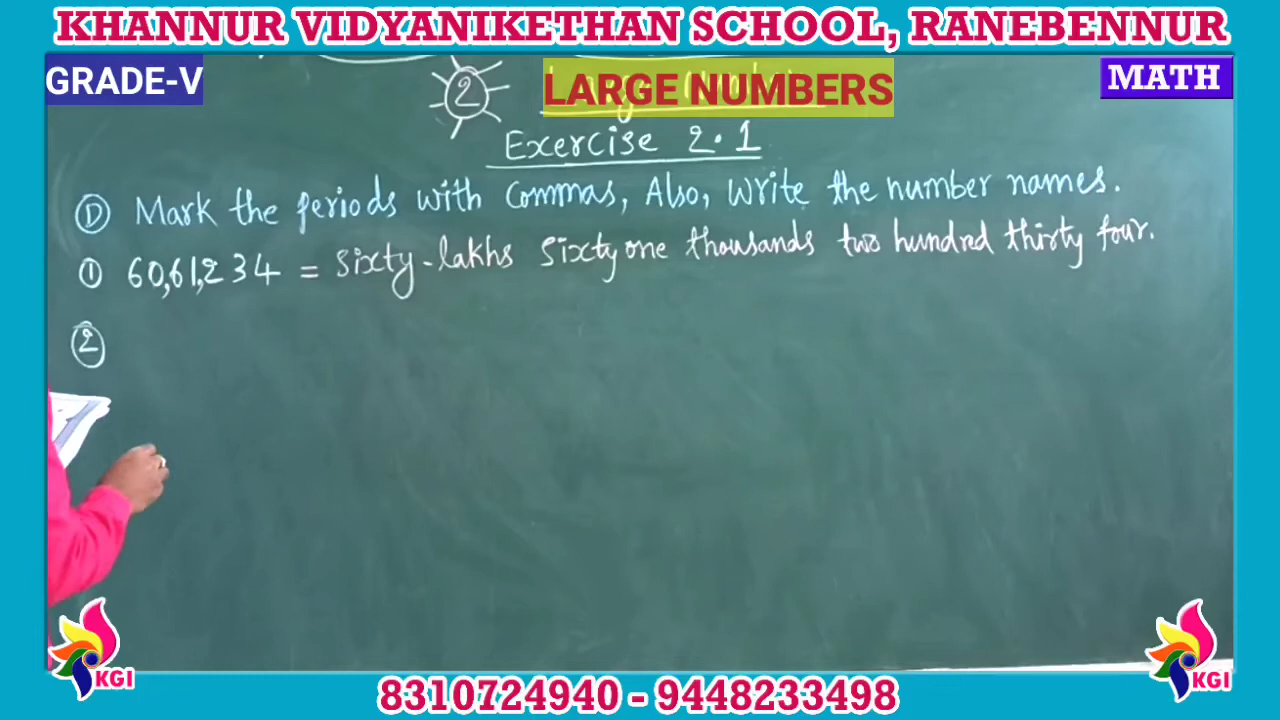 KHANNUR VIDYANIKETHAN SCHOOL, RANEBENNUR
GRADE-V
LARGE NUMBERS
MATH
2
Exercise 2.1
D Mark the periods with Commas, Also, Write the number names.
1 60,61,234 = Sixty-lakhs Sixty one thousands two hundred thirty four.
2
KGI
KGI
8310724940 - 9448233498